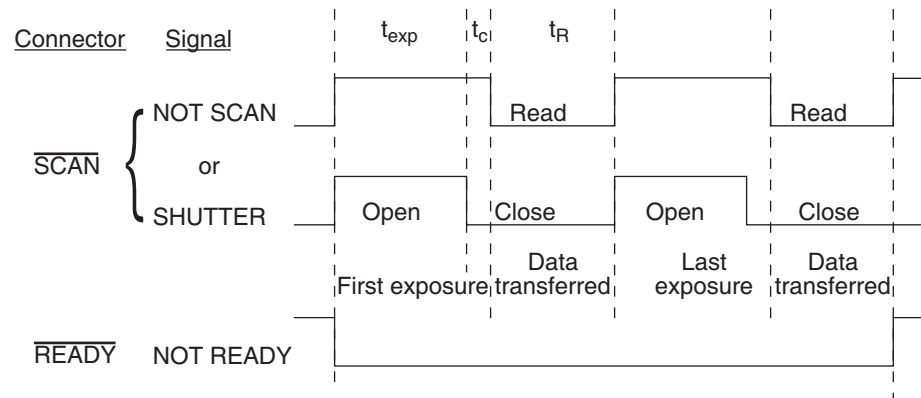 t_exp t_c t_R
Connector Signal
NOT SCAN Read Read
SCAN or
SHUTTER Open Close Open Close
Data Last Data
First exposure transferred exposure transferred
READY NOT READY